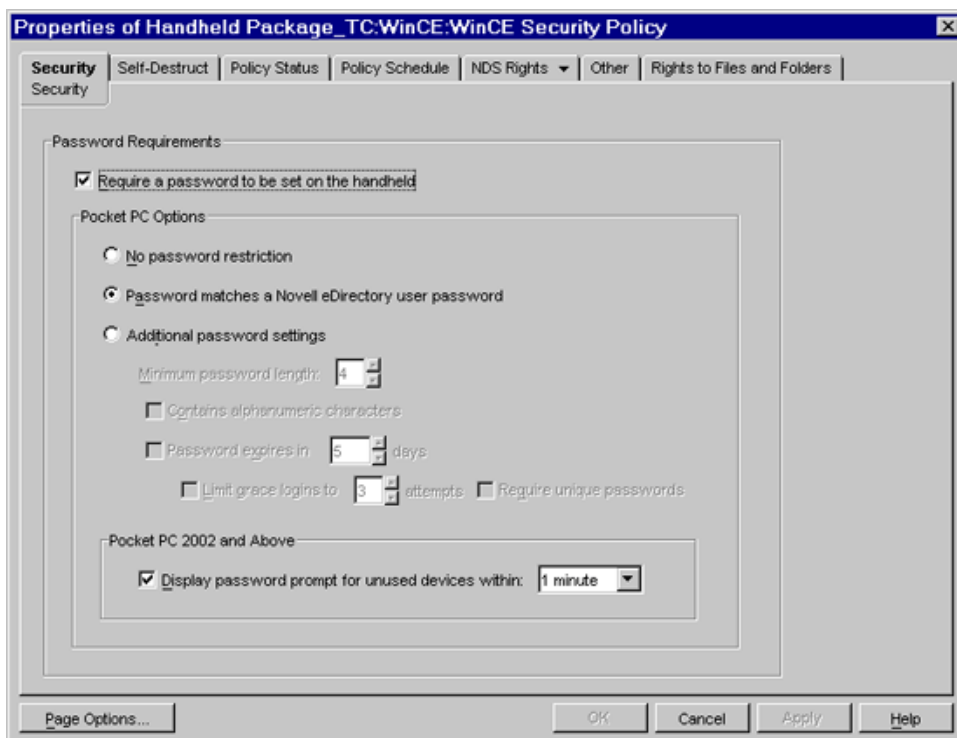 Properties of Handheld Package_TC:WinCE:WinCE Security Policy
Security Self-Destruct Policy Status Policy Schedule NDS Rights Other Rights to Files and Folders
Security
Password Requirements
Require a password to be set on the handheld
Pocket PC Options
No password restriction
Password matches a Novell eDirectory user password
Additional password settings
Minimum password length: 4
Contains alphanumeric characters
Password expires in 5 days
Limit grace logins to 3 attempts Require unique passwords
Pocket PC 2002 and Above
Display password prompt for unused devices within: 1 minute
Page Options... OK Cancel Apply Help